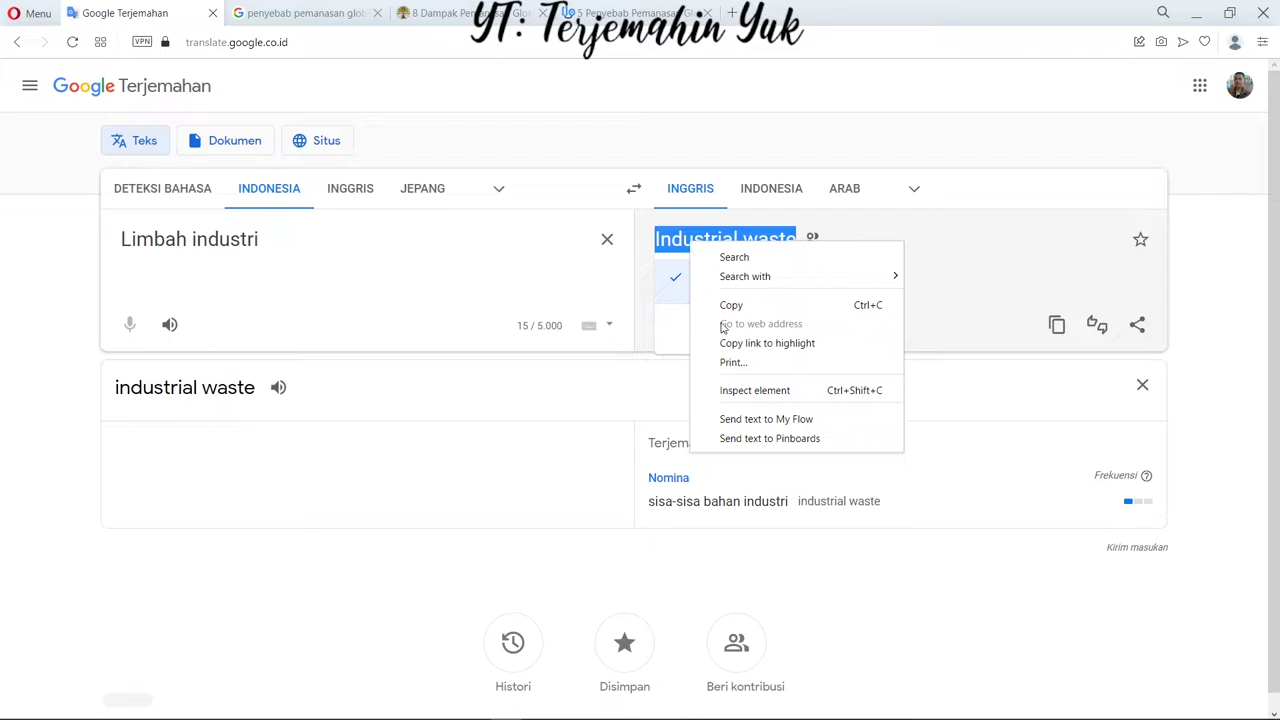 Menu
Google Terjemahan
penyebab pemanasan glob
8 Dampak Pemanasan Glo
5 Penyebab Pemanasan Gl
YT: Terjemahin Yuk
VPN
translate.google.co.id
Google Terjemahan
Teks
Dokumen
Situs
DETEKSI BAHASA
INDONESIA
INGGRIS
JEPANG
INGGRIS
INDONESIA
ARAB
Limbah industri
Industrial waste
15 / 5.000
Search
Search with
Copy Ctrl+C
Go to web address
Copy link to highlight
Print...
Inspect element Ctrl+Shift+C
Send text to My Flow
Send text to Pinboards
industrial waste
Terjem
Nomina
Frekuensi
sisa-sisa bahan industri industrial waste
Kirim masukan
Histori
Disimpan
Beri kontribusi